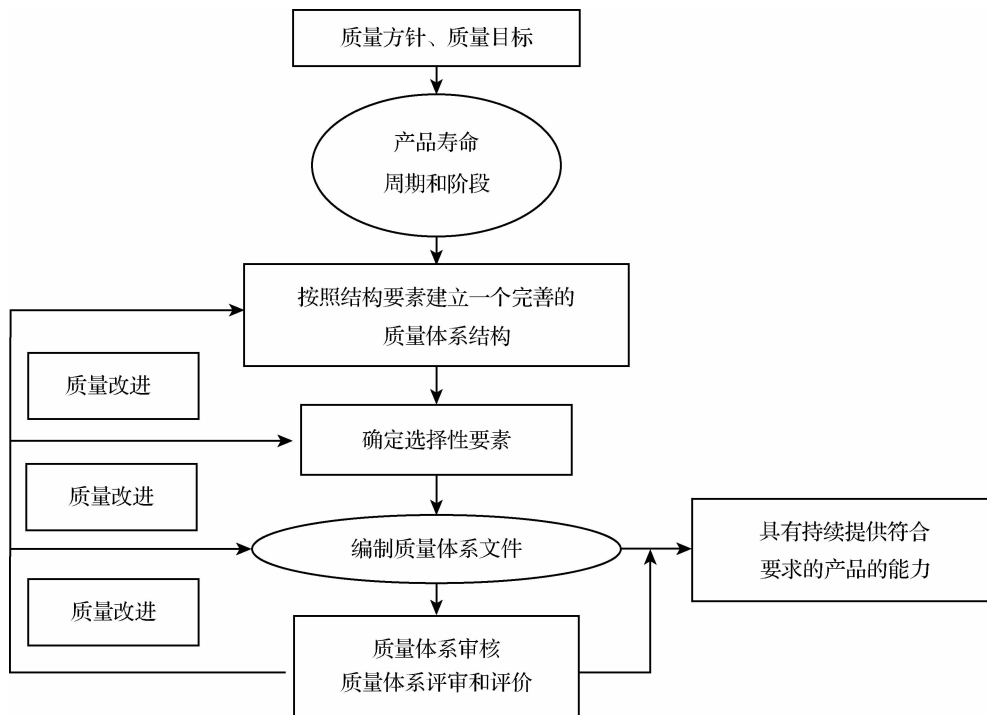 质量方针、质量目标
产品寿命
周期和阶段
按照结构要素建立一个完善的
质量体系结构
质量改进
确定选择性要素
质量改进
编制质量体系文件
具有持续提供符合
要求的产品的能力
质量改进
质量体系审核
质量体系评审和评价